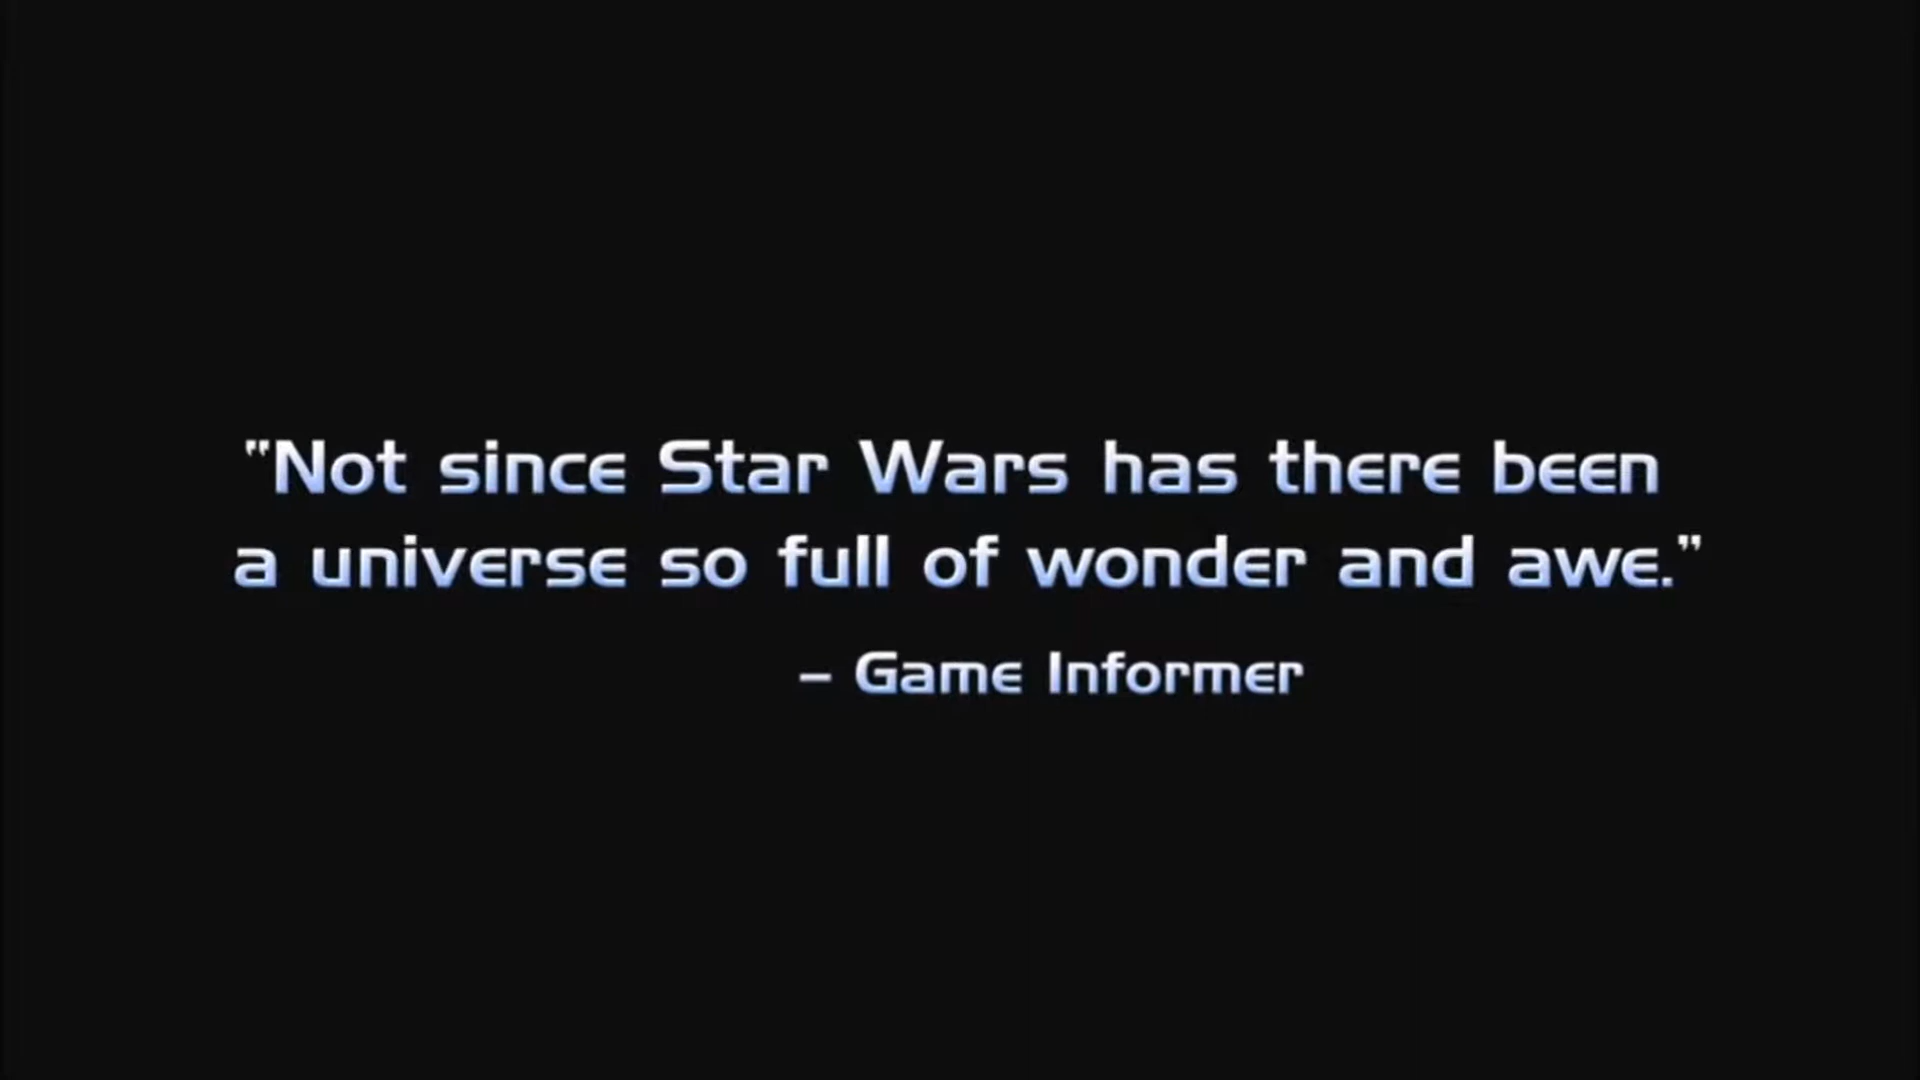 "Not since Star Wars has there been
a universe so full of wonder and awe."
– Game Informer